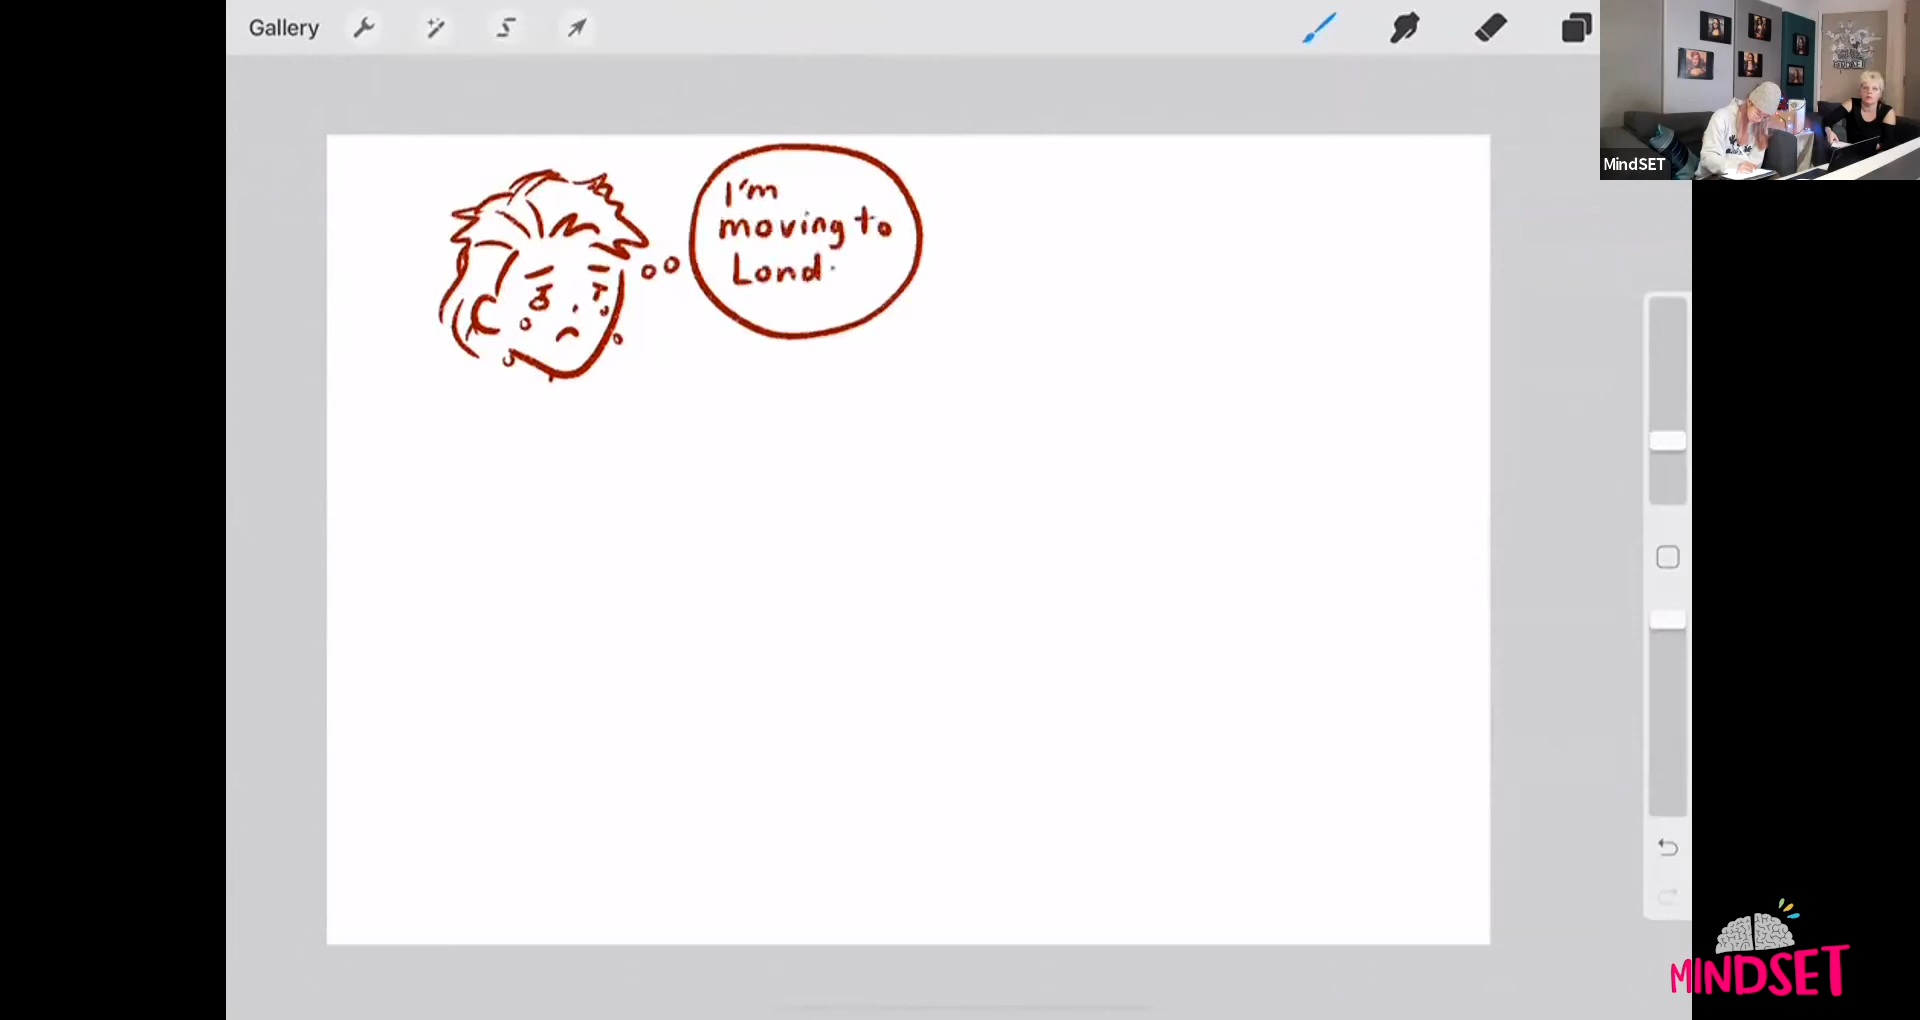 Gallery
MindSET
I'm
moving to
Lond
MINDSET